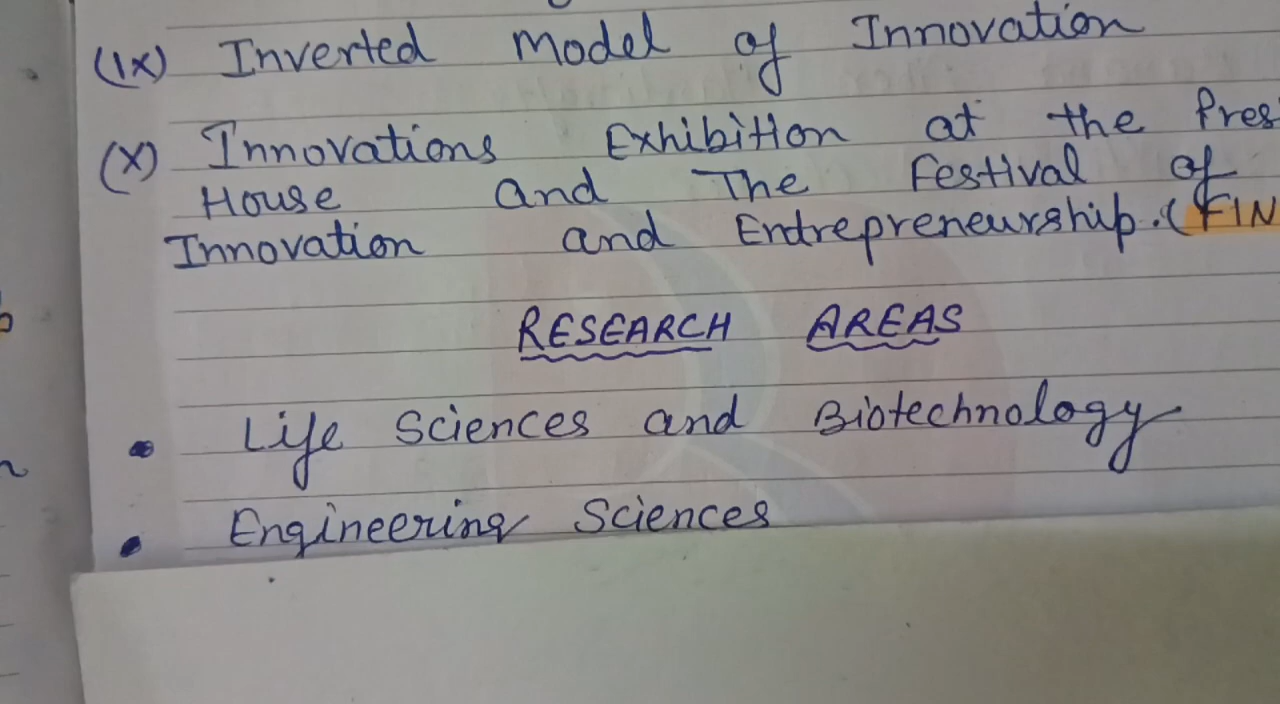 (IX) Inverted Model of Innovation
(X) Innovations Exhibition at the Pres
House and The Festival of
Innovation and Entrepreneurship. (FIN
RESEARCH AREAS
• Life Sciences and Biotechnology
• Engineering Sciences